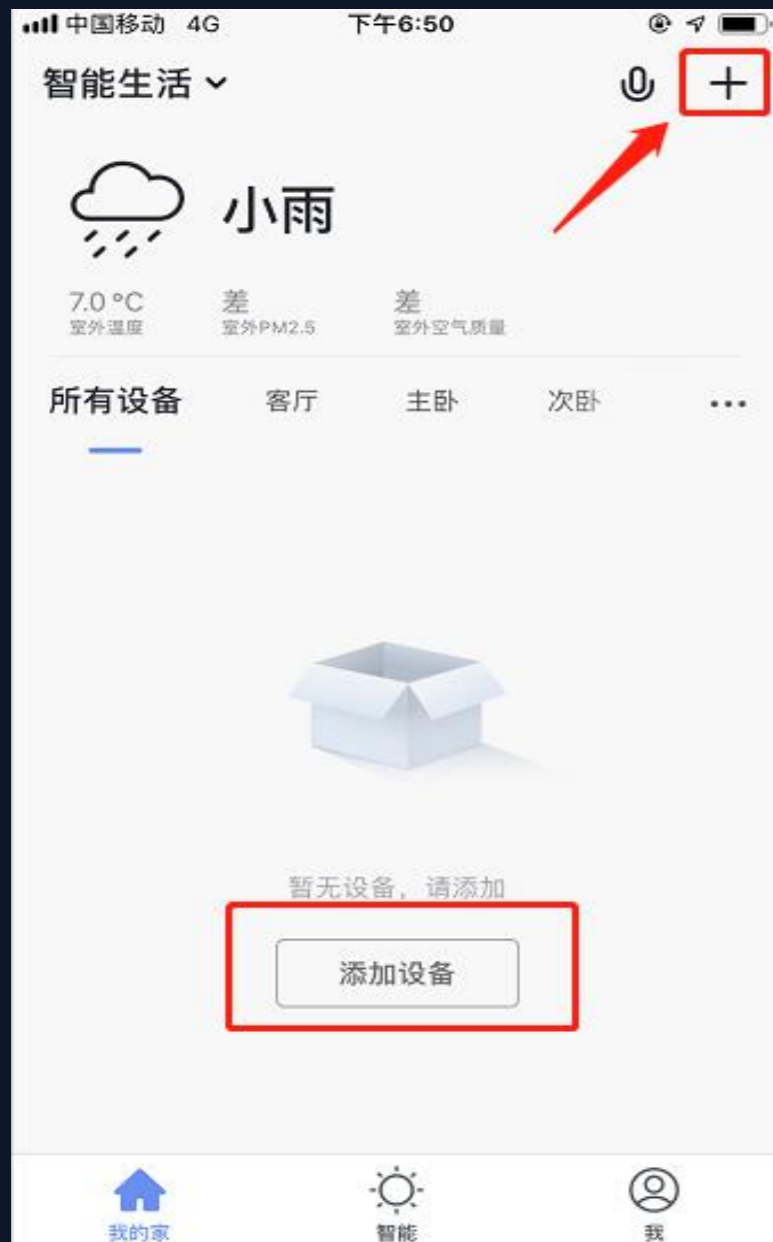 中国移动 4G 下午6:50
智能生活
小雨
7.0 °C 差 差
室外温度 室外PM2.5 室外空气质量
所有设备 客厅 主卧 次卧 ...
暂无设备，请添加
添加设备
我的家 智能 我